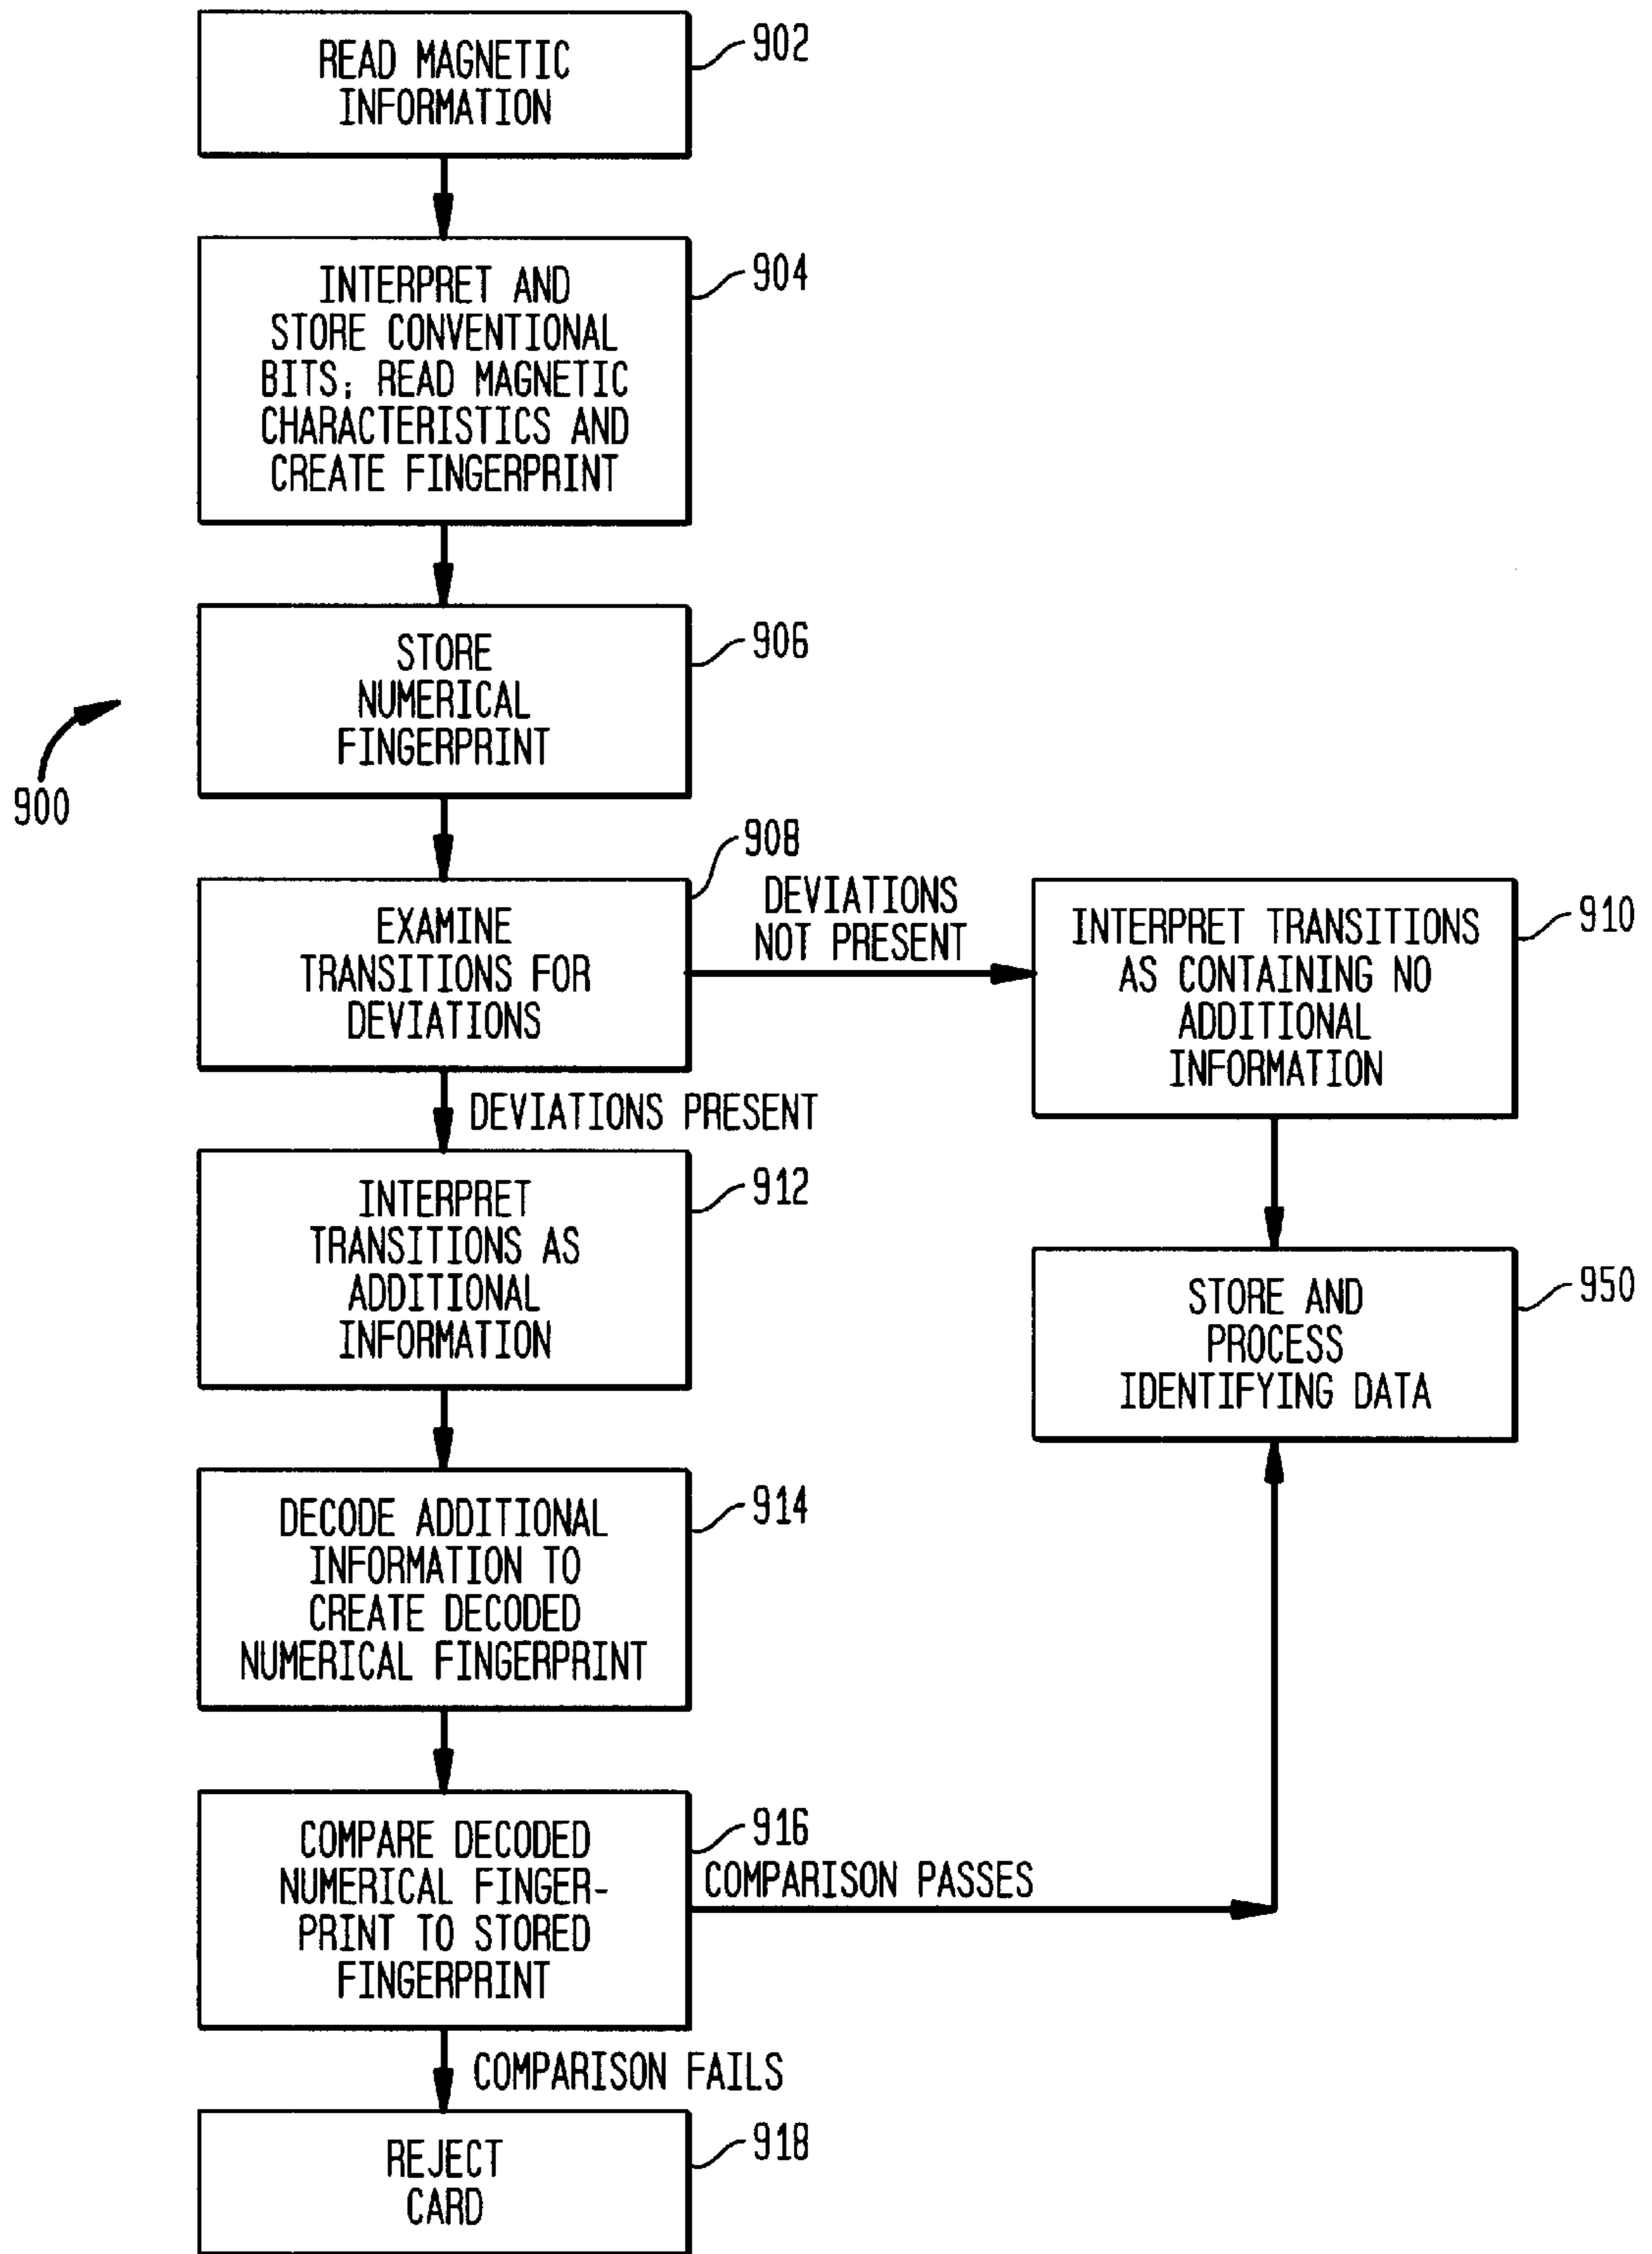 READ MAGNETIC
INFORMATION
902
INTERPRET AND
STORE CONVENTIONAL
BITS; READ MAGNETIC
CHARACTERISTICS AND
CREATE FINGERPRINT
904
STORE
NUMERICAL
FINGERPRINT
906
900
EXAMINE
TRANSITIONS FOR
DEVIATIONS
908
DEVIATIONS
NOT PRESENT
INTERPRET TRANSITIONS
AS CONTAINING NO
ADDITIONAL
INFORMATION
910
DEVIATIONS PRESENT
INTERPRET
TRANSITIONS AS
ADDITIONAL
INFORMATION
912
STORE AND
PROCESS
IDENTIFYING DATA
950
DECODE ADDITIONAL
INFORMATION TO
CREATE DECODED
NUMERICAL FINGERPRINT
914
COMPARE DECODED
NUMERICAL FINGER-
PRINT TO STORED
FINGERPRINT
916
COMPARISON PASSES
COMPARISON FAILS
REJECT
CARD
918